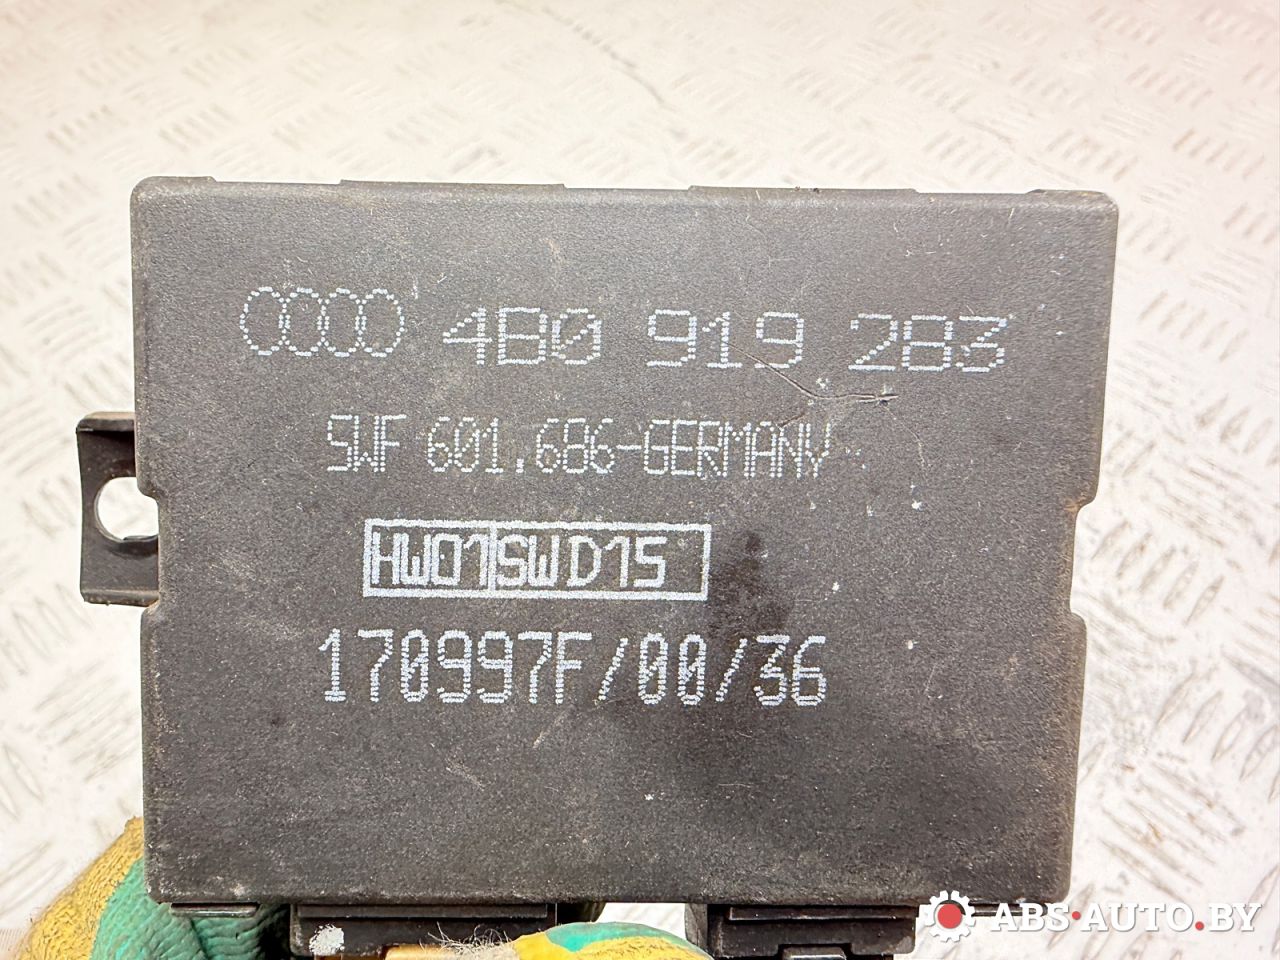 4B0 919 283
SWF 601.686-GERMANY
HW01 SW D15
170997F/00/36
ABS-AUTO.BY